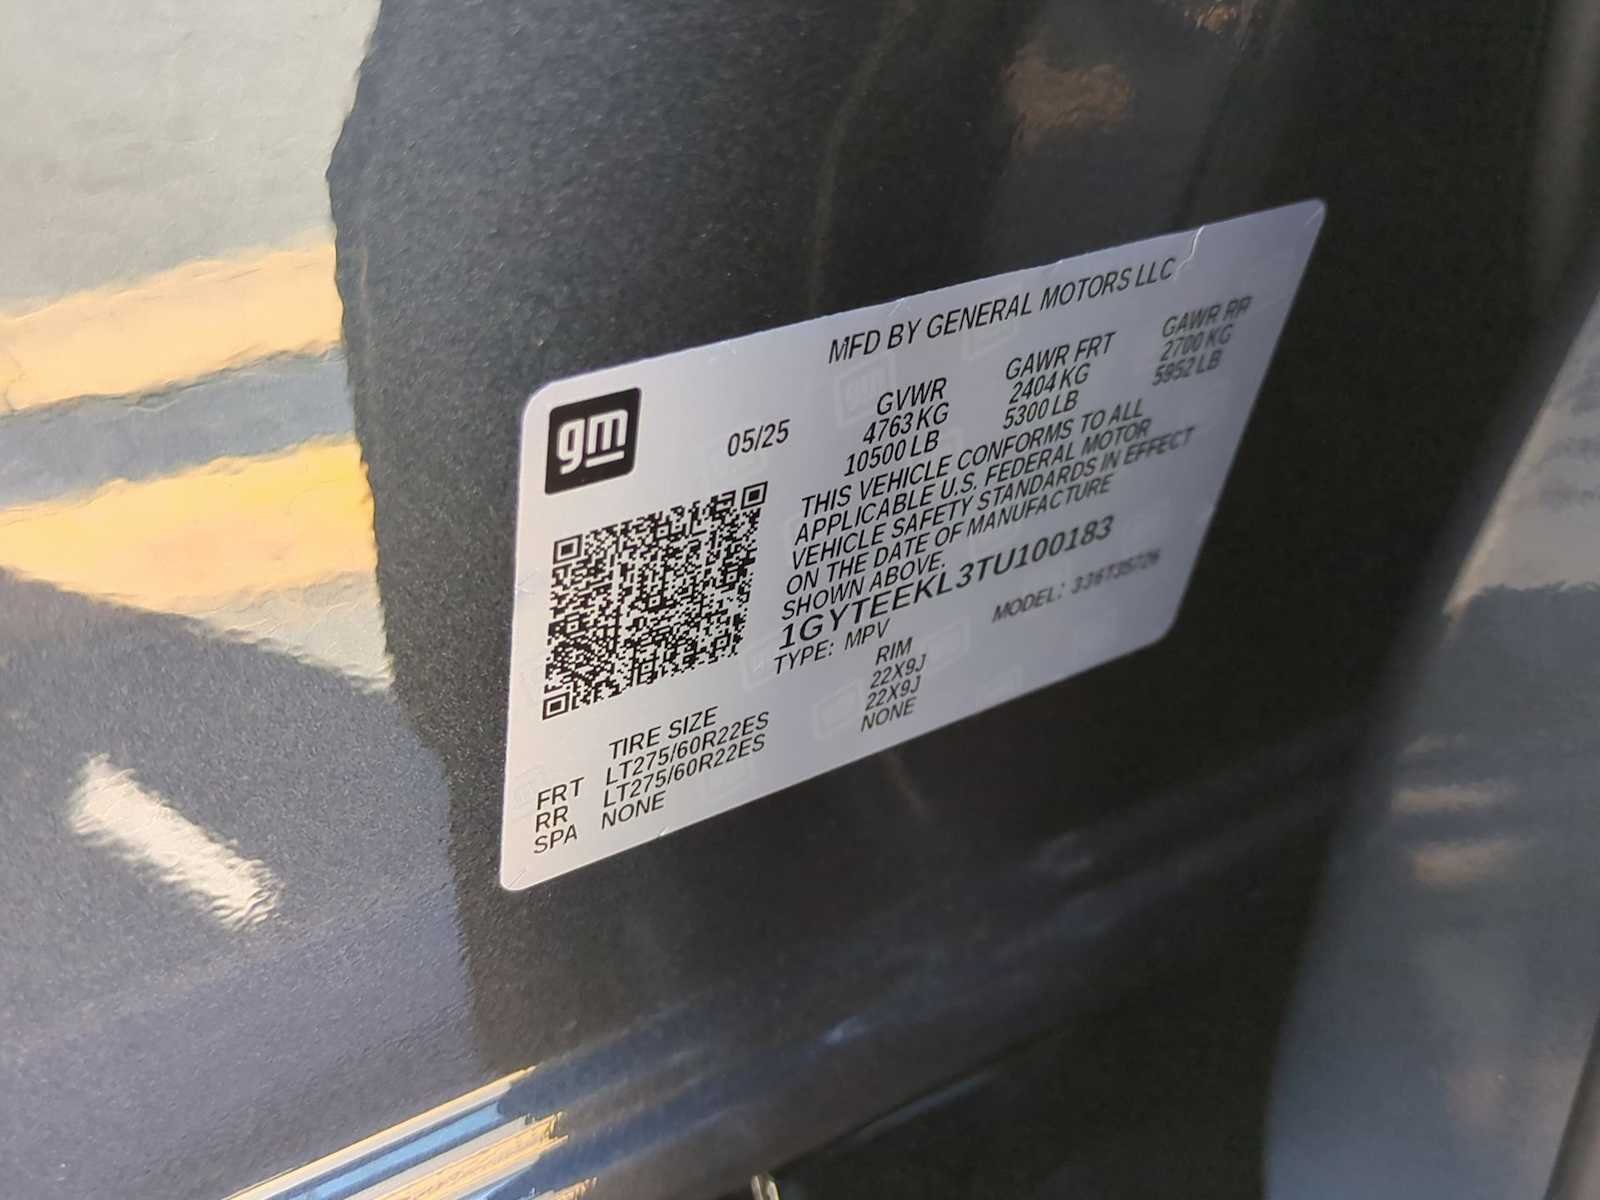 MFD BY GENERAL MOTORS LLC
gm
05/25
GVWR
4763 KG
10500 LB
GAWR FRT
2404 KG
5300 LB
GAWR RR
2700 KG
5952 LB
THIS VEHICLE CONFORMS TO ALL
APPLICABLE U.S. FEDERAL MOTOR
VEHICLE SAFETY STANDARDS IN EFFECT
ON THE DATE OF MANUFACTURE
SHOWN ABOVE.
1GYTEEKL3TU100183
TYPE: MPV
MODEL:
TIRE SIZE RIM
FRT LT275/60R22ES 22X9J
RR LT275/60R22ES 22X9J
SPA NONE NONE